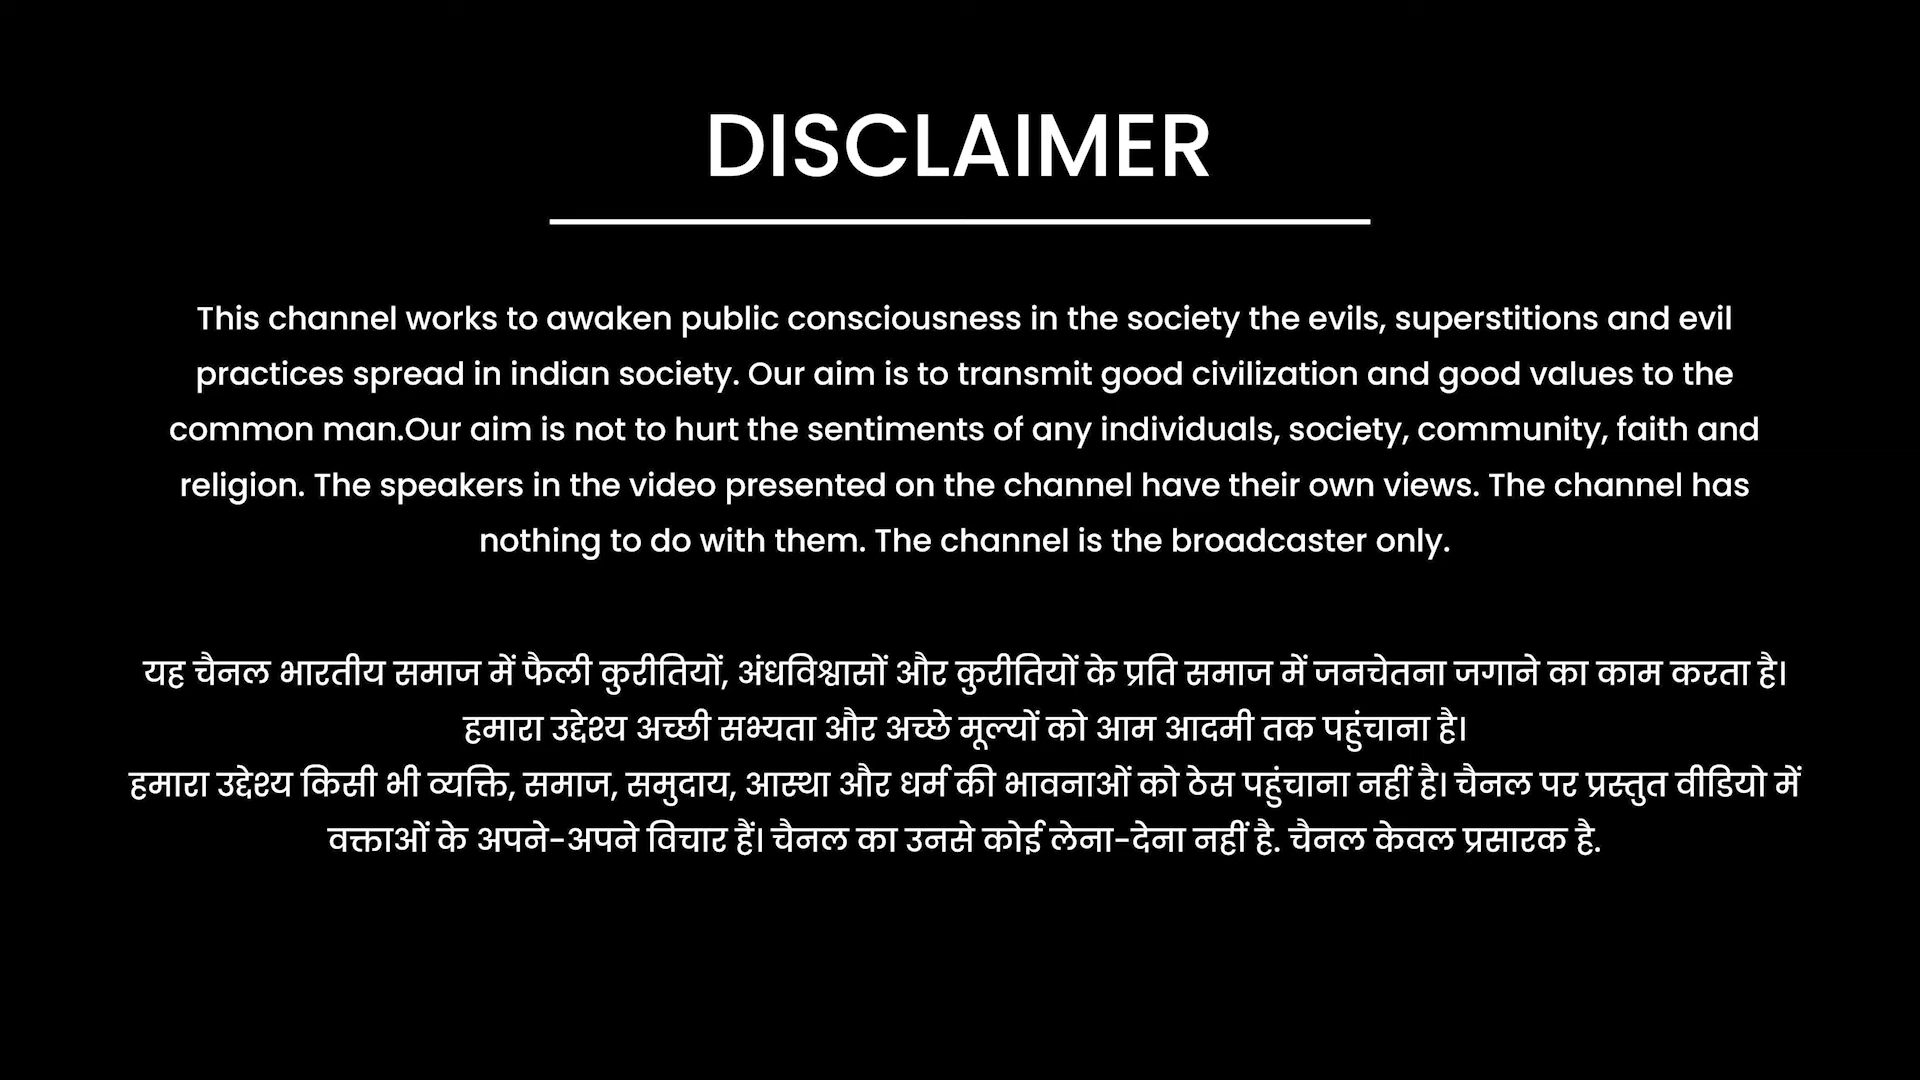 DISCLAIMER
This channel works to awaken public consciousness in the society the evils, superstitions and evil
practices spread in indian society. Our aim is to transmit good civilization and good values to the
common man.Our aim is not to hurt the sentiments of any individuals, society, community, faith and
religion. The speakers in the video presented on the channel have their own views. The channel has
nothing to do with them. The channel is the broadcaster only.
यह चैनल भारतीय समाज में फैली कुरीतियों, अंधविश्वासों और कुरीतियों के प्रति समाज में जनचेतना जगाने का काम करता है।
हमारा उद्देश्य अच्छी सभ्यता और अच्छे मूल्यों को आम आदमी तक पहुंचाना है।
हमारा उद्देश्य किसी भी व्यक्ति, समाज, समुदाय, आस्था और धर्म की भावनाओं को ठेस पहुंचाना नहीं है। चैनल पर प्रस्तुत वीडियो में
वक्ताओं के अपने-अपने विचार हैं। चैनल का उनसे कोई लेना-देना नहीं है. चैनल केवल प्रसारक है.